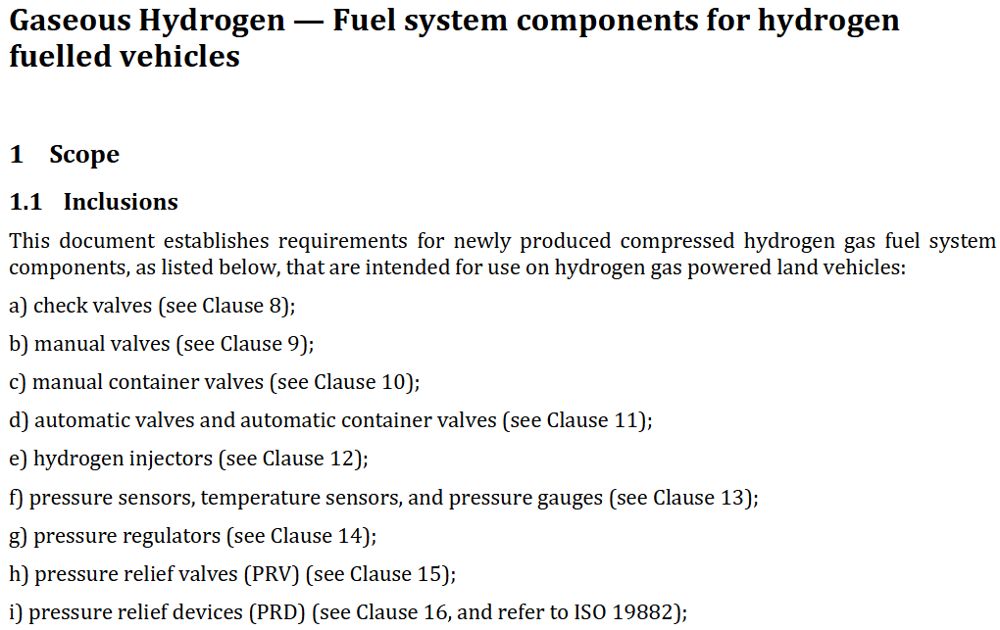 Gaseous Hydrogen — Fuel system components for hydrogen
fuelled vehicles
1 Scope
1.1 Inclusions
This document establishes requirements for newly produced compressed hydrogen gas fuel system
components, as listed below, that are intended for use on hydrogen gas powered land vehicles:
a) check valves (see Clause 8);
b) manual valves (see Clause 9);
c) manual container valves (see Clause 10);
d) automatic valves and automatic container valves (see Clause 11);
e) hydrogen injectors (see Clause 12);
f) pressure sensors, temperature sensors, and pressure gauges (see Clause 13);
g) pressure regulators (see Clause 14);
h) pressure relief valves (PRV) (see Clause 15);
i) pressure relief devices (PRD) (see Clause 16, and refer to ISO 19882);